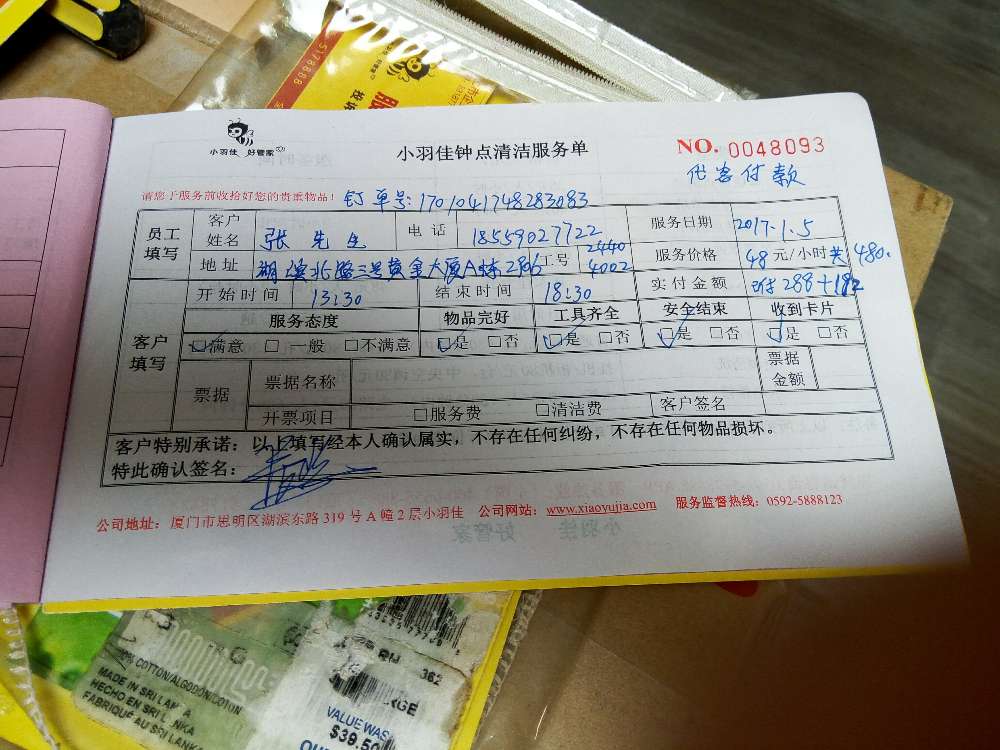 5178888
小羽佳 好管家
小羽佳钟点清洁服务单
NO. 0048093
代客付款
请您于服务前收拾好您的贵重物品!
订单号:1701041748283083
员工填写
客户姓名 张先生 电话 18559027722 服务日期 2017.1.5
地址 湖滨北路三号黄金大厦A栋2806 工号 2440 4002 服务价格 48元/小时 共480.
开始时间 13:30 结束时间 18:30 实付金额 288+192
客户填写
服务态度 物品完好 工具齐全 安全结束 收到卡片
☑满意 □一般 □不满意 ☑是 □否 ☑是 □否 ☑是 □否 ☑是 □否
票据 票据名称 票据金额
开票项目 □服务费 □清洁费 客户签名
客户特别承诺:以上填写经本人确认属实,不存在任何纠纷,不存在任何物品损坏。
特此确认签名:
公司地址:厦门市思明区湖滨东路319号A幢2层小羽佳 公司网站:www.xiaoyujia.com 服务监督热线:0592-5888123
COTTON/ALGODON/COTON
MADE IN SRI LANKA
HECHO EN SRI LANKA
FABRIQUÉ AU SRI LANKA
362
VALUE WAS
$39.50